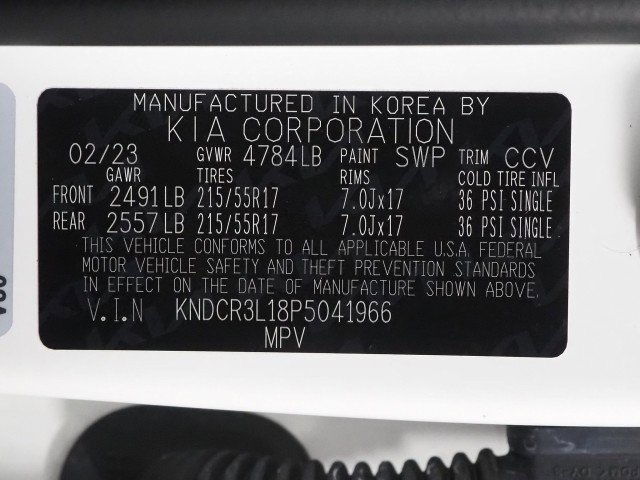 MANUFACTURED IN KOREA BY
KIA CORPORATION
02/23 GVWR 4784LB PAINT SWP TRIM CCV
GAWR TIRES RIMS COLD TIRE INFL
FRONT 2491LB 215/55R17 7.0Jx17 36 PSI SINGLE
REAR 2557LB 215/55R17 7.0Jx17 36 PSI SINGLE
THIS VEHICLE CONFORMS TO ALL APPLICABLE U.S.A. FEDERAL
MOTOR VEHICLE SAFETY AND THEFT PREVENTION STANDARDS
IN EFFECT ON THE DATE OF MANUFACTURE SHOWN ABOVE.
V.I.N KNDCR3L18P5041966
MPV